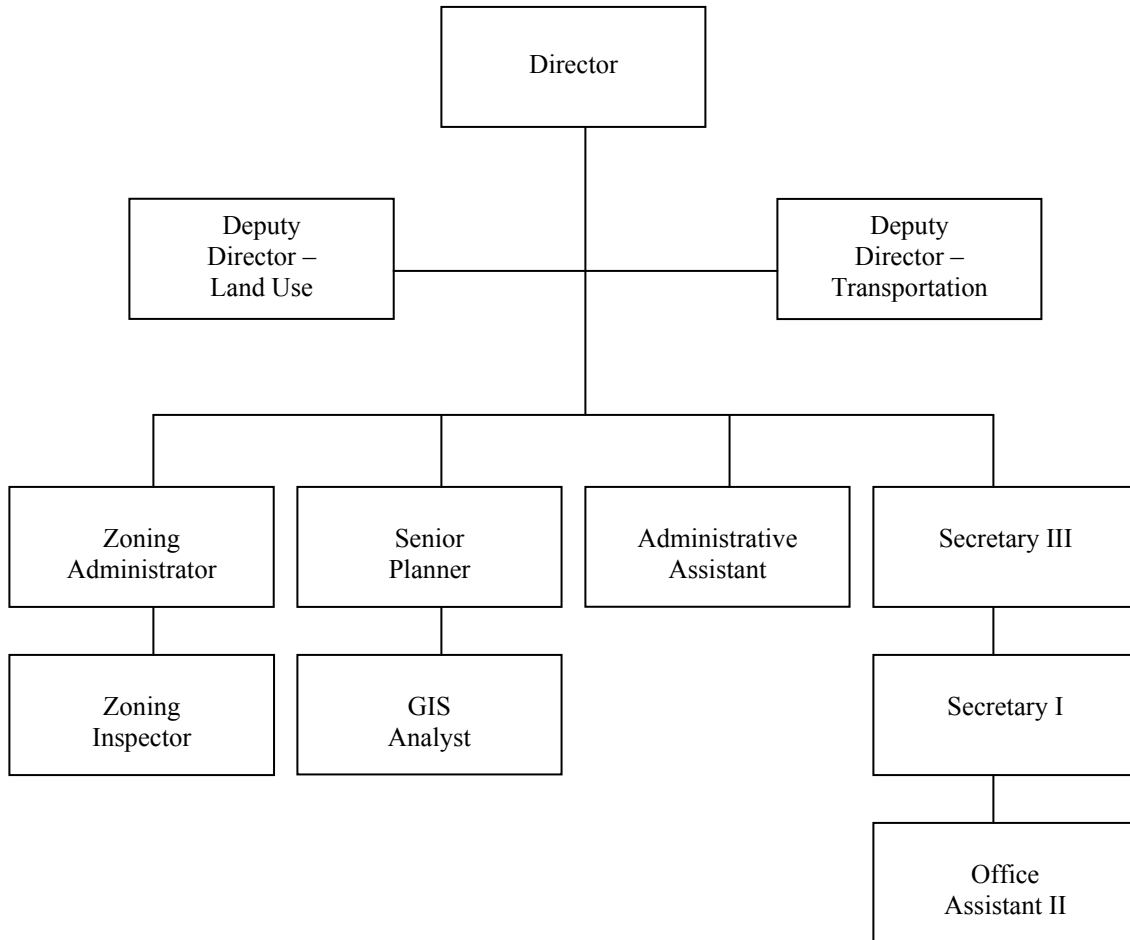 Director
Deputy
Director –
Land Use
Deputy
Director –
Transportation
Zoning
Administrator
Senior
Planner
Administrative
Assistant
Secretary III
Zoning
Inspector
GIS
Analyst
Secretary I
Office
Assistant II